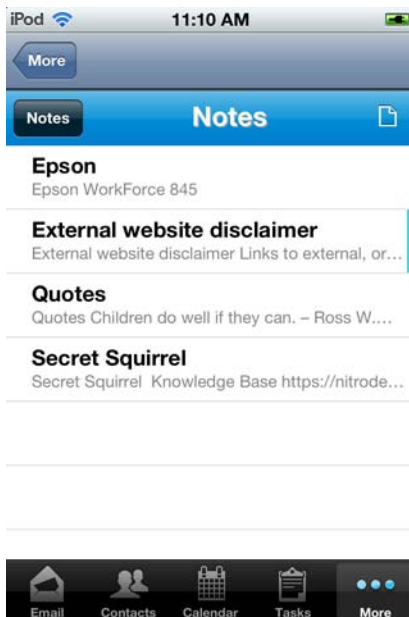 iPod 11:10 AM
More
Notes Notes
Epson
Epson WorkForce 845
External website disclaimer
External website disclaimer Links to external, or...
Quotes
Quotes Children do well if they can. – Ross W....
Secret Squirrel
Secret Squirrel Knowledge Base https://nitrode...
Email Contacts Calendar Tasks More